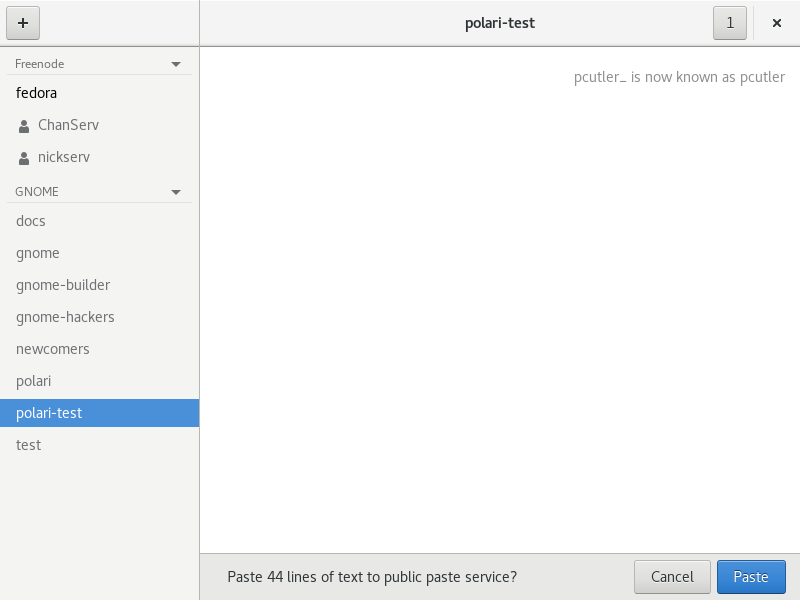 +
polari-test
1
×
Freenode
fedora
ChanServ
nickserv
GNOME
docs
gnome
gnome-builder
gnome-hackers
newcomers
polari
polari-test
test
pcutler_ is now known as pcutler
Paste 44 lines of text to public paste service?
Cancel
Paste